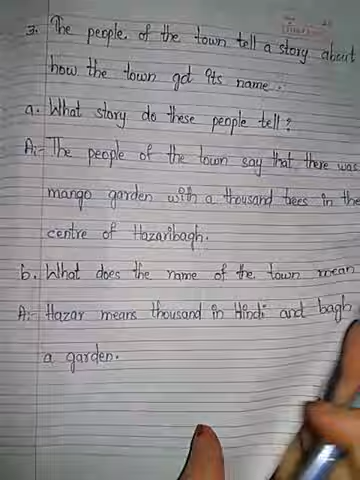 3. The people of the town tell a story about
how the town got its name.
a. What story do these people tell?
A:- The people of the town say that there was
mango garden with a thousand trees in the
centre of Hazaribagh.
b. What does the name of the town mean
A:- Hazar means thousand in Hindi and bagh
a garden.